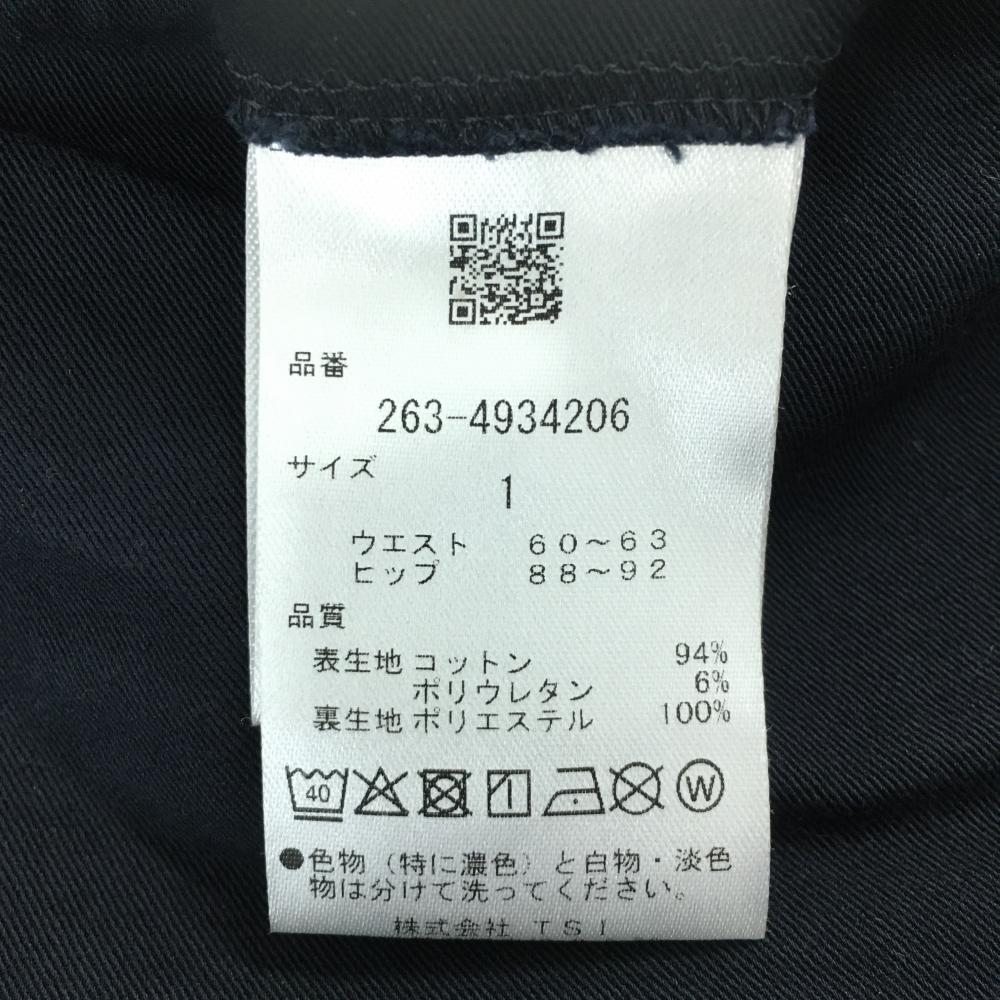 品番
263-4934206
サイズ
1
ウエスト 60～63
ヒップ 88～92
品質
表生地 コットン 94%
ポリウレタン 6%
裏生地 ポリエステル 100%
40 W
●色物（特に濃色）と白物・淡色
物は分けて洗ってください。
株式会社 TSI